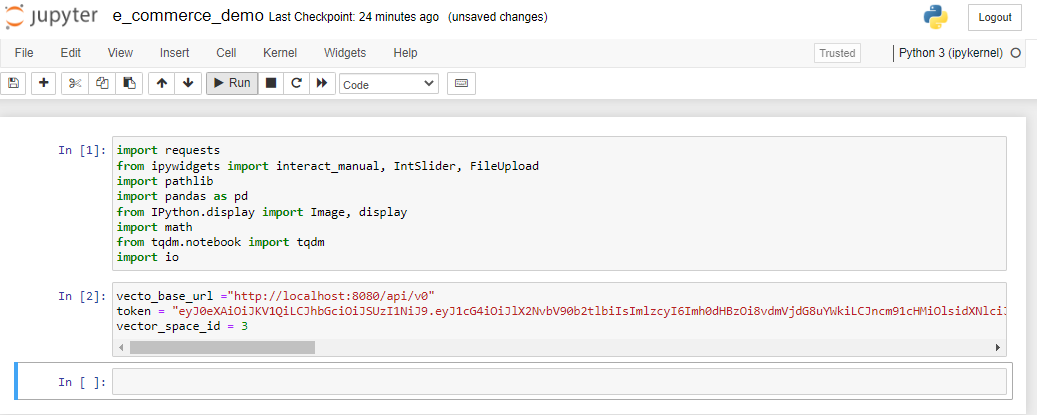 jupyter e_commerce_demo Last Checkpoint: 24 minutes ago (unsaved changes) Logout
File Edit View Insert Cell Kernel Widgets Help Trusted Python 3 (ipykernel)
Run Code
In [1]: import requests
from ipywidgets import interact_manual, IntSlider, FileUpload
import pathlib
import pandas as pd
from IPython.display import Image, display
import math
from tqdm.notebook import tqdm
import io
In [2]: vecto_base_url ="http://localhost:8080/api/v0"
token = "eyJ0eXAiOiJKV1QiLCJhbGciOiJSUzI1NiJ9.eyJ1cG4iOiJlX2NvbV90b2tlbiIsImlzcyI6Imh0dHBzOi8vdmVjdG8uYWkiLCJncm91cHMiOlsidXNlciJ
vector_space_id = 3
In [ ]: